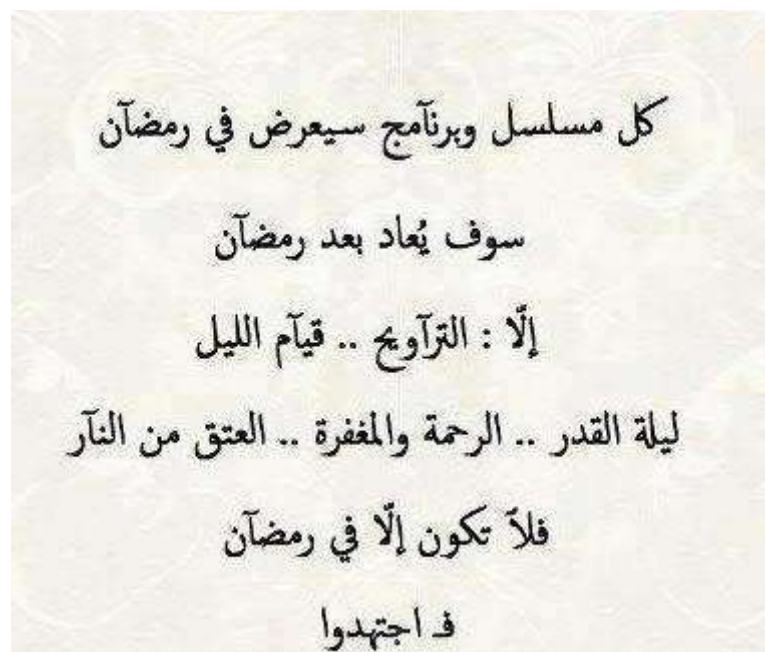 كل مسلسل وبرنآمج سيعرض في رمضآن
سوف يُعاد بعد رمضآن
إلّا : الترآويح .. قيآم الليل
ليلة القدر .. الرحمة والمغفرة .. العتق من النآر
فلآ تكون إلّا في رمضآن
فـ اجتهدوا